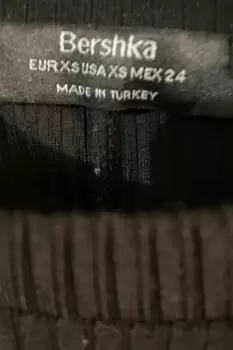 Bershka
EUR XS USA XS MEX 24
MADE IN TURKEY